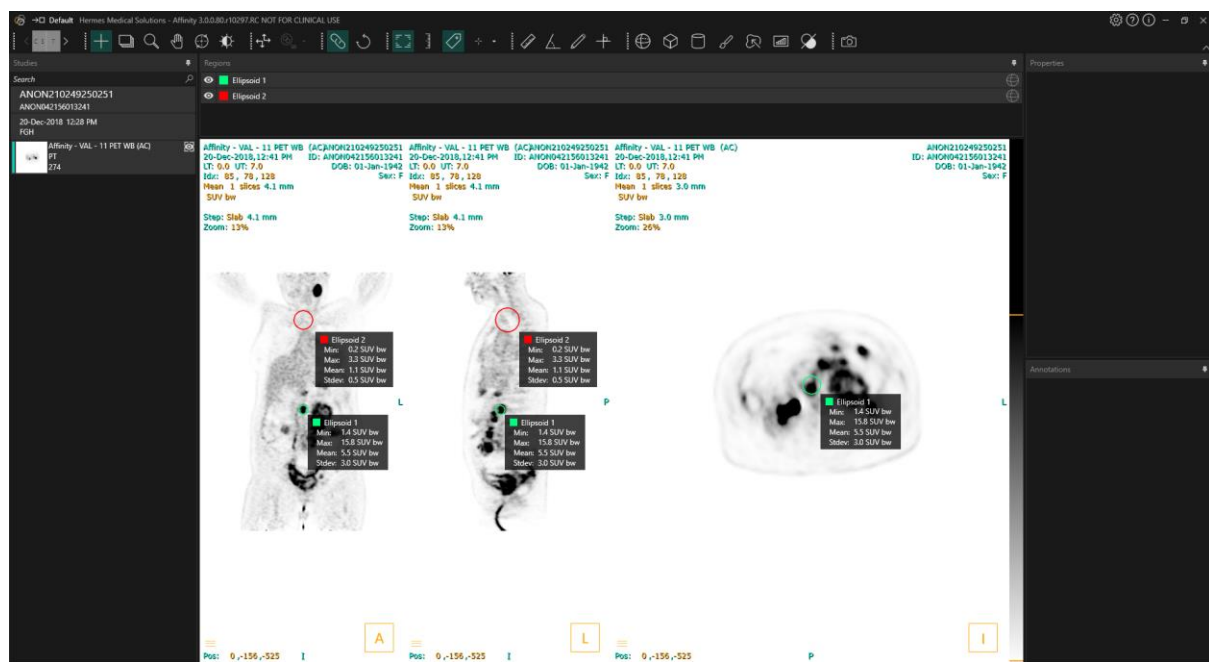 Default Hermes Medical Solutions - Affinity 3.0.0.80.r10297.RC NOT FOR CLINICAL USE
Studies
Search
ANON210249250251
ANON042156013241
20-Dec-2018 12:28 PM
FGH
Affinity - VAL - 11 PET WB (AC)
PT
274
Regions
Ellipsoid 1
Ellipsoid 2
Affinity - VAL - 11 PET WB (AC)
ANON210249250251
20-Dec-2018,12:41 PM ID: ANON042156013241
LT: 0.0 UT: 7.0 DOB: 01-Jan-1942
Idx: 85, 78, 128 Sex: F
Mean 1 slices 4.1 mm
SUV bw
Step: Slab 4.1 mm
Zoom: 13%
Ellipsoid 2
Min: 0.2 SUV bw
Max: 3.3 SUV bw
Mean: 1.1 SUV bw
Stdev: 0.5 SUV bw
L
Ellipsoid 1
Min: 1.4 SUV bw
Max: 15.8 SUV bw
Mean: 5.5 SUV bw
Stdev: 3.0 SUV bw
A
Pos: 0,-156,-525 I
Affinity - VAL - 11 PET WB (AC)
ANON210249250251
20-Dec-2018,12:41 PM ID: ANON042156013241
LT: 0.0 UT: 7.0 DOB: 01-Jan-1942
Idx: 85, 78, 128 Sex: F
Mean 1 slices 4.1 mm
SUV bw
Step: Slab 4.1 mm
Zoom: 13%
Ellipsoid 2
Min: 0.2 SUV bw
Max: 3.3 SUV bw
Mean: 1.1 SUV bw
Stdev: 0.5 SUV bw
P
Ellipsoid 1
Min: 1.4 SUV bw
Max: 15.8 SUV bw
Mean: 5.5 SUV bw
Stdev: 3.0 SUV bw
L
Pos: 0,-156,-525 I
Affinity - VAL - 11 PET WB (AC) ANON210249250251
20-Dec-2018,12:41 PM ID: ANON042156013241
LT: 0.0 UT: 7.0 DOB: 01-Jan-1942
Idx: 85, 78, 128 Sex: F
Mean 1 slices 3.0 mm
SUV bw
Step: Slab 3.0 mm
Zoom: 26%
L
Ellipsoid 1
Min: 1.4 SUV bw
Max: 15.8 SUV bw
Mean: 5.5 SUV bw
Stdev: 3.0 SUV bw
I
Pos: 0,-156,-525 P
Properties
Annotations